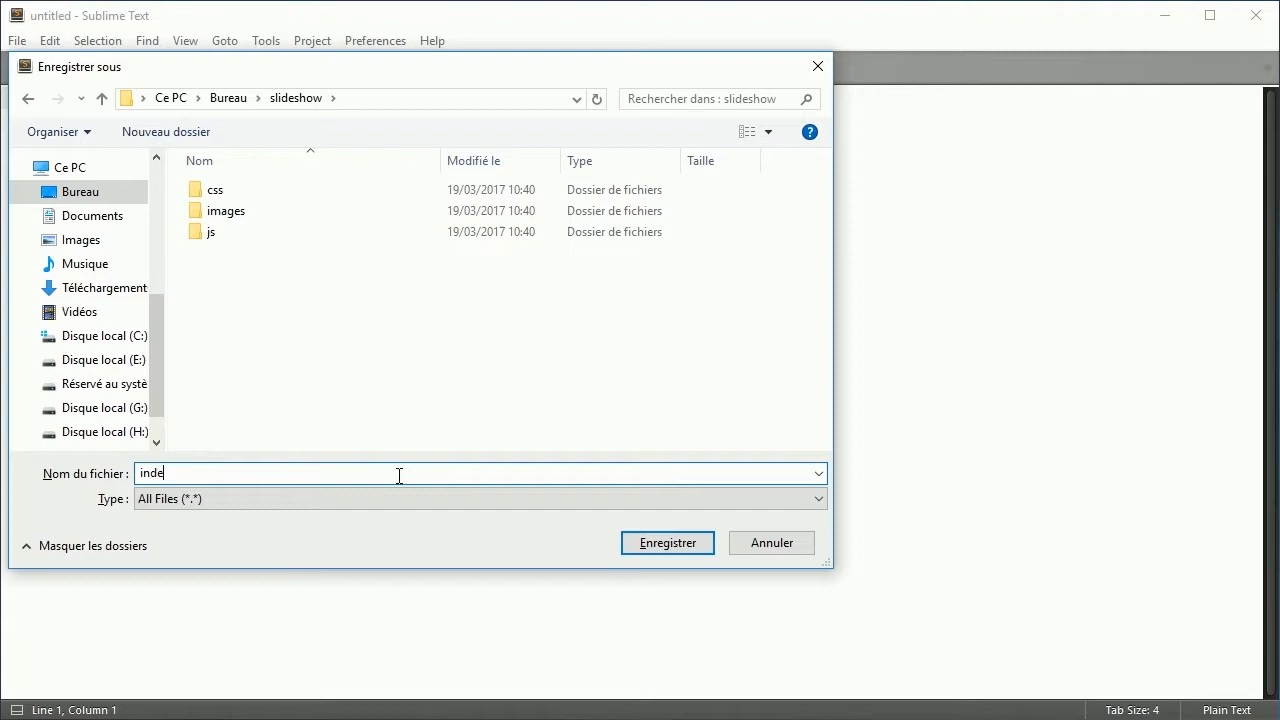 untitled - Sublime Text
File Edit Selection Find View Goto Tools Project Preferences Help
Enregistrer sous
Ce PC Bureau slideshow
Rechercher dans : slideshow
Organiser Nouveau dossier
Nom Modifié le Type Taille
Ce PC
Bureau
Documents
Images
Musique
Téléchargement
Vidéos
Disque local (C:)
Disque local (E:)
Réservé au systè
Disque local (G:)
Disque local (H:)
css 19/03/2017 10:40 Dossier de fichiers
images 19/03/2017 10:40 Dossier de fichiers
js 19/03/2017 10:40 Dossier de fichiers
Nom du fichier : inde
Type : All Files (*.*)
Masquer les dossiers
Enregistrer Annuler
Line 1, Column 1
Tab Size: 4 Plain Text